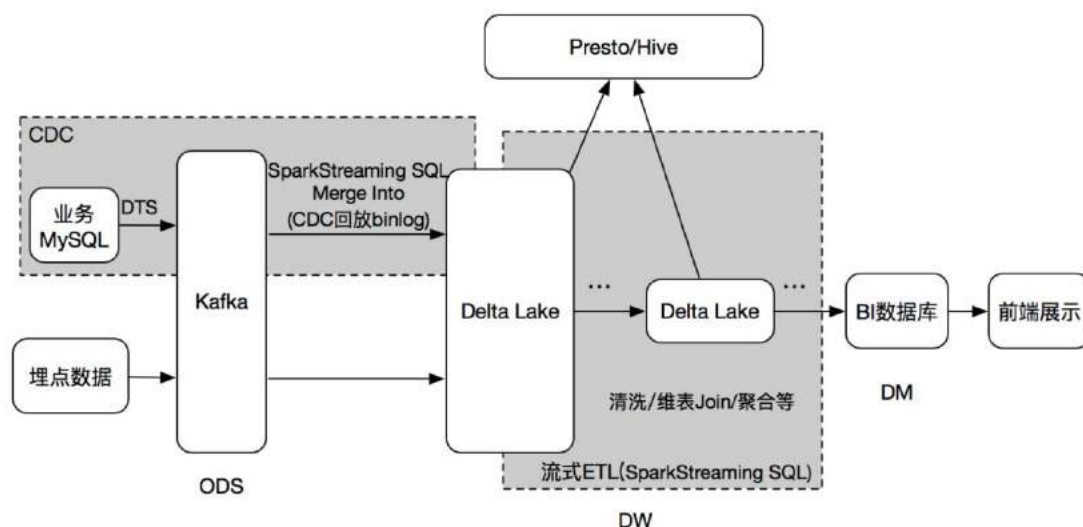 Presto/Hive
CDC
SparkStreaming SQL
Merge Into
(CDC回放binlog)
业务
MySQL
DTS
Kafka
Delta Lake
...
Delta Lake
...
BI数据库
前端展示
埋点数据
清洗/维表Join/聚合等
DM
流式ETL(SparkStreaming SQL)
ODS
DW